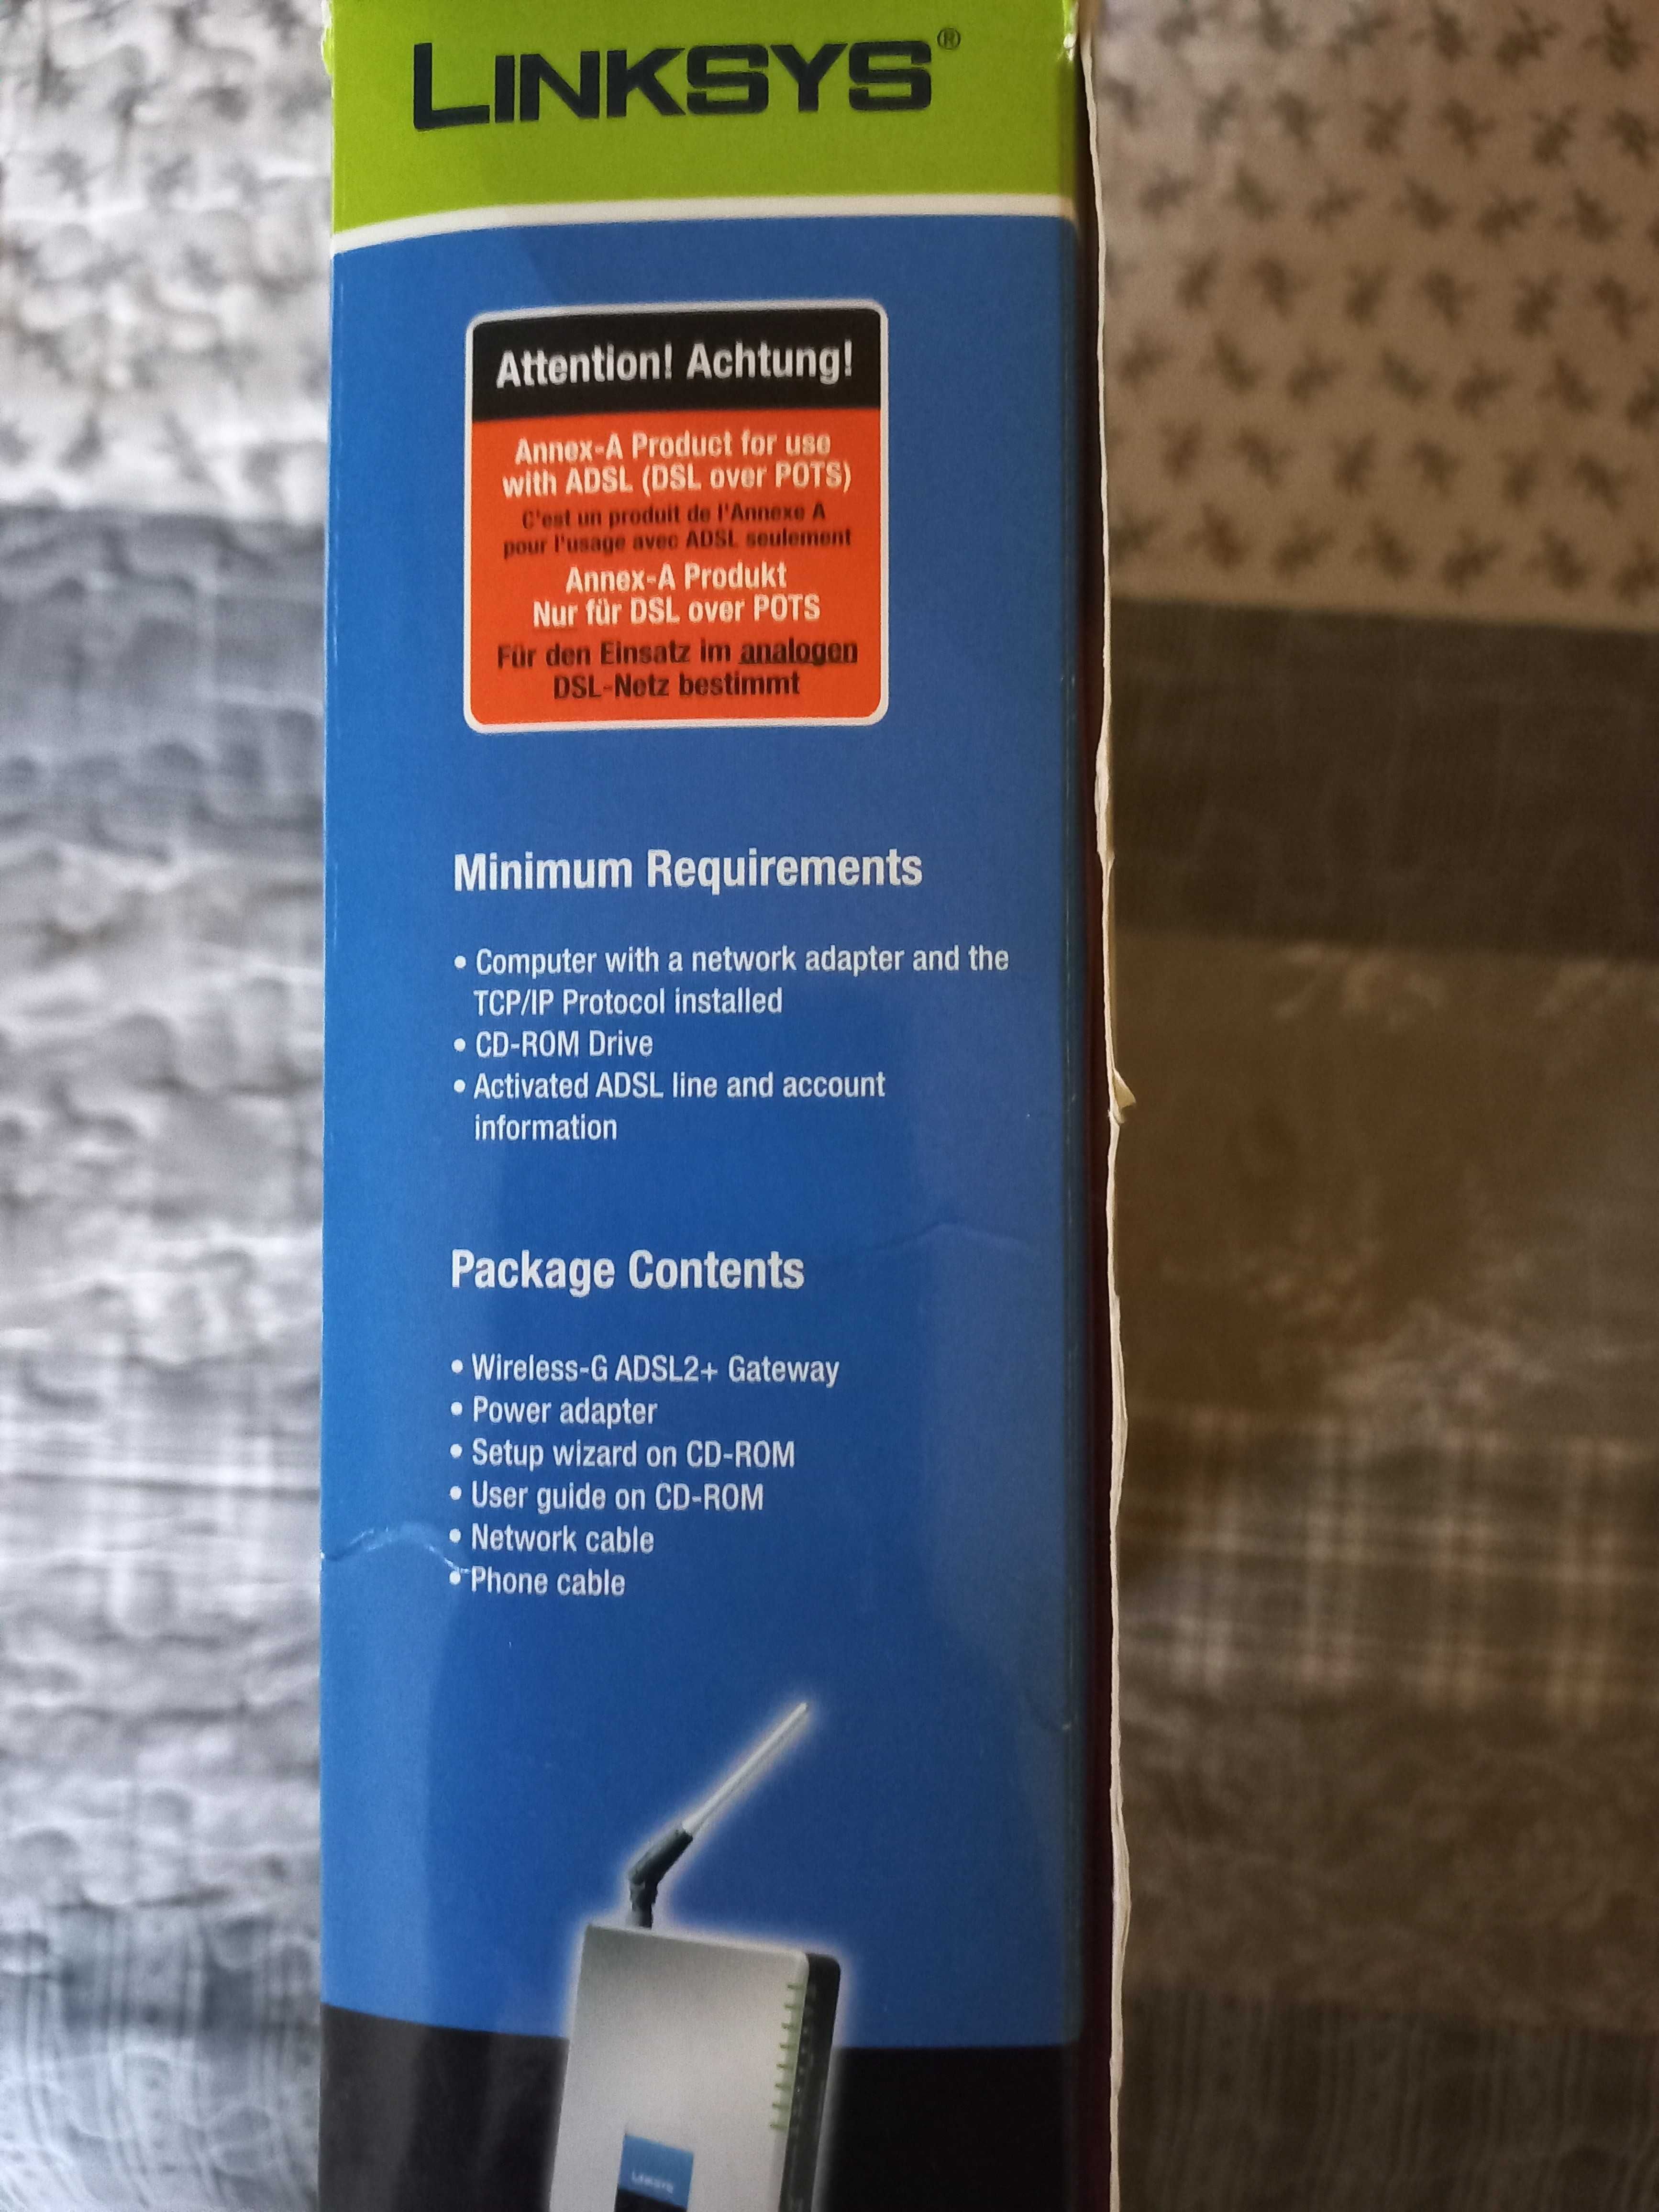 LINKSYS®
Attention! Achtung!
Annex-A Product for use
with ADSL (DSL over POTS)
C'est un produit de l'Annexe A
pour l'usage avec ADSL seulement
Annex-A Produkt
Nur für DSL over POTS
Für den Einsatz im analogen
DSL-Netz bestimmt
Minimum Requirements
• Computer with a network adapter and the
TCP/IP Protocol installed
• CD-ROM Drive
• Activated ADSL line and account
information
Package Contents
• Wireless-G ADSL2+ Gateway
• Power adapter
• Setup wizard on CD-ROM
• User guide on CD-ROM
• Network cable
• Phone cable
LINKSYS